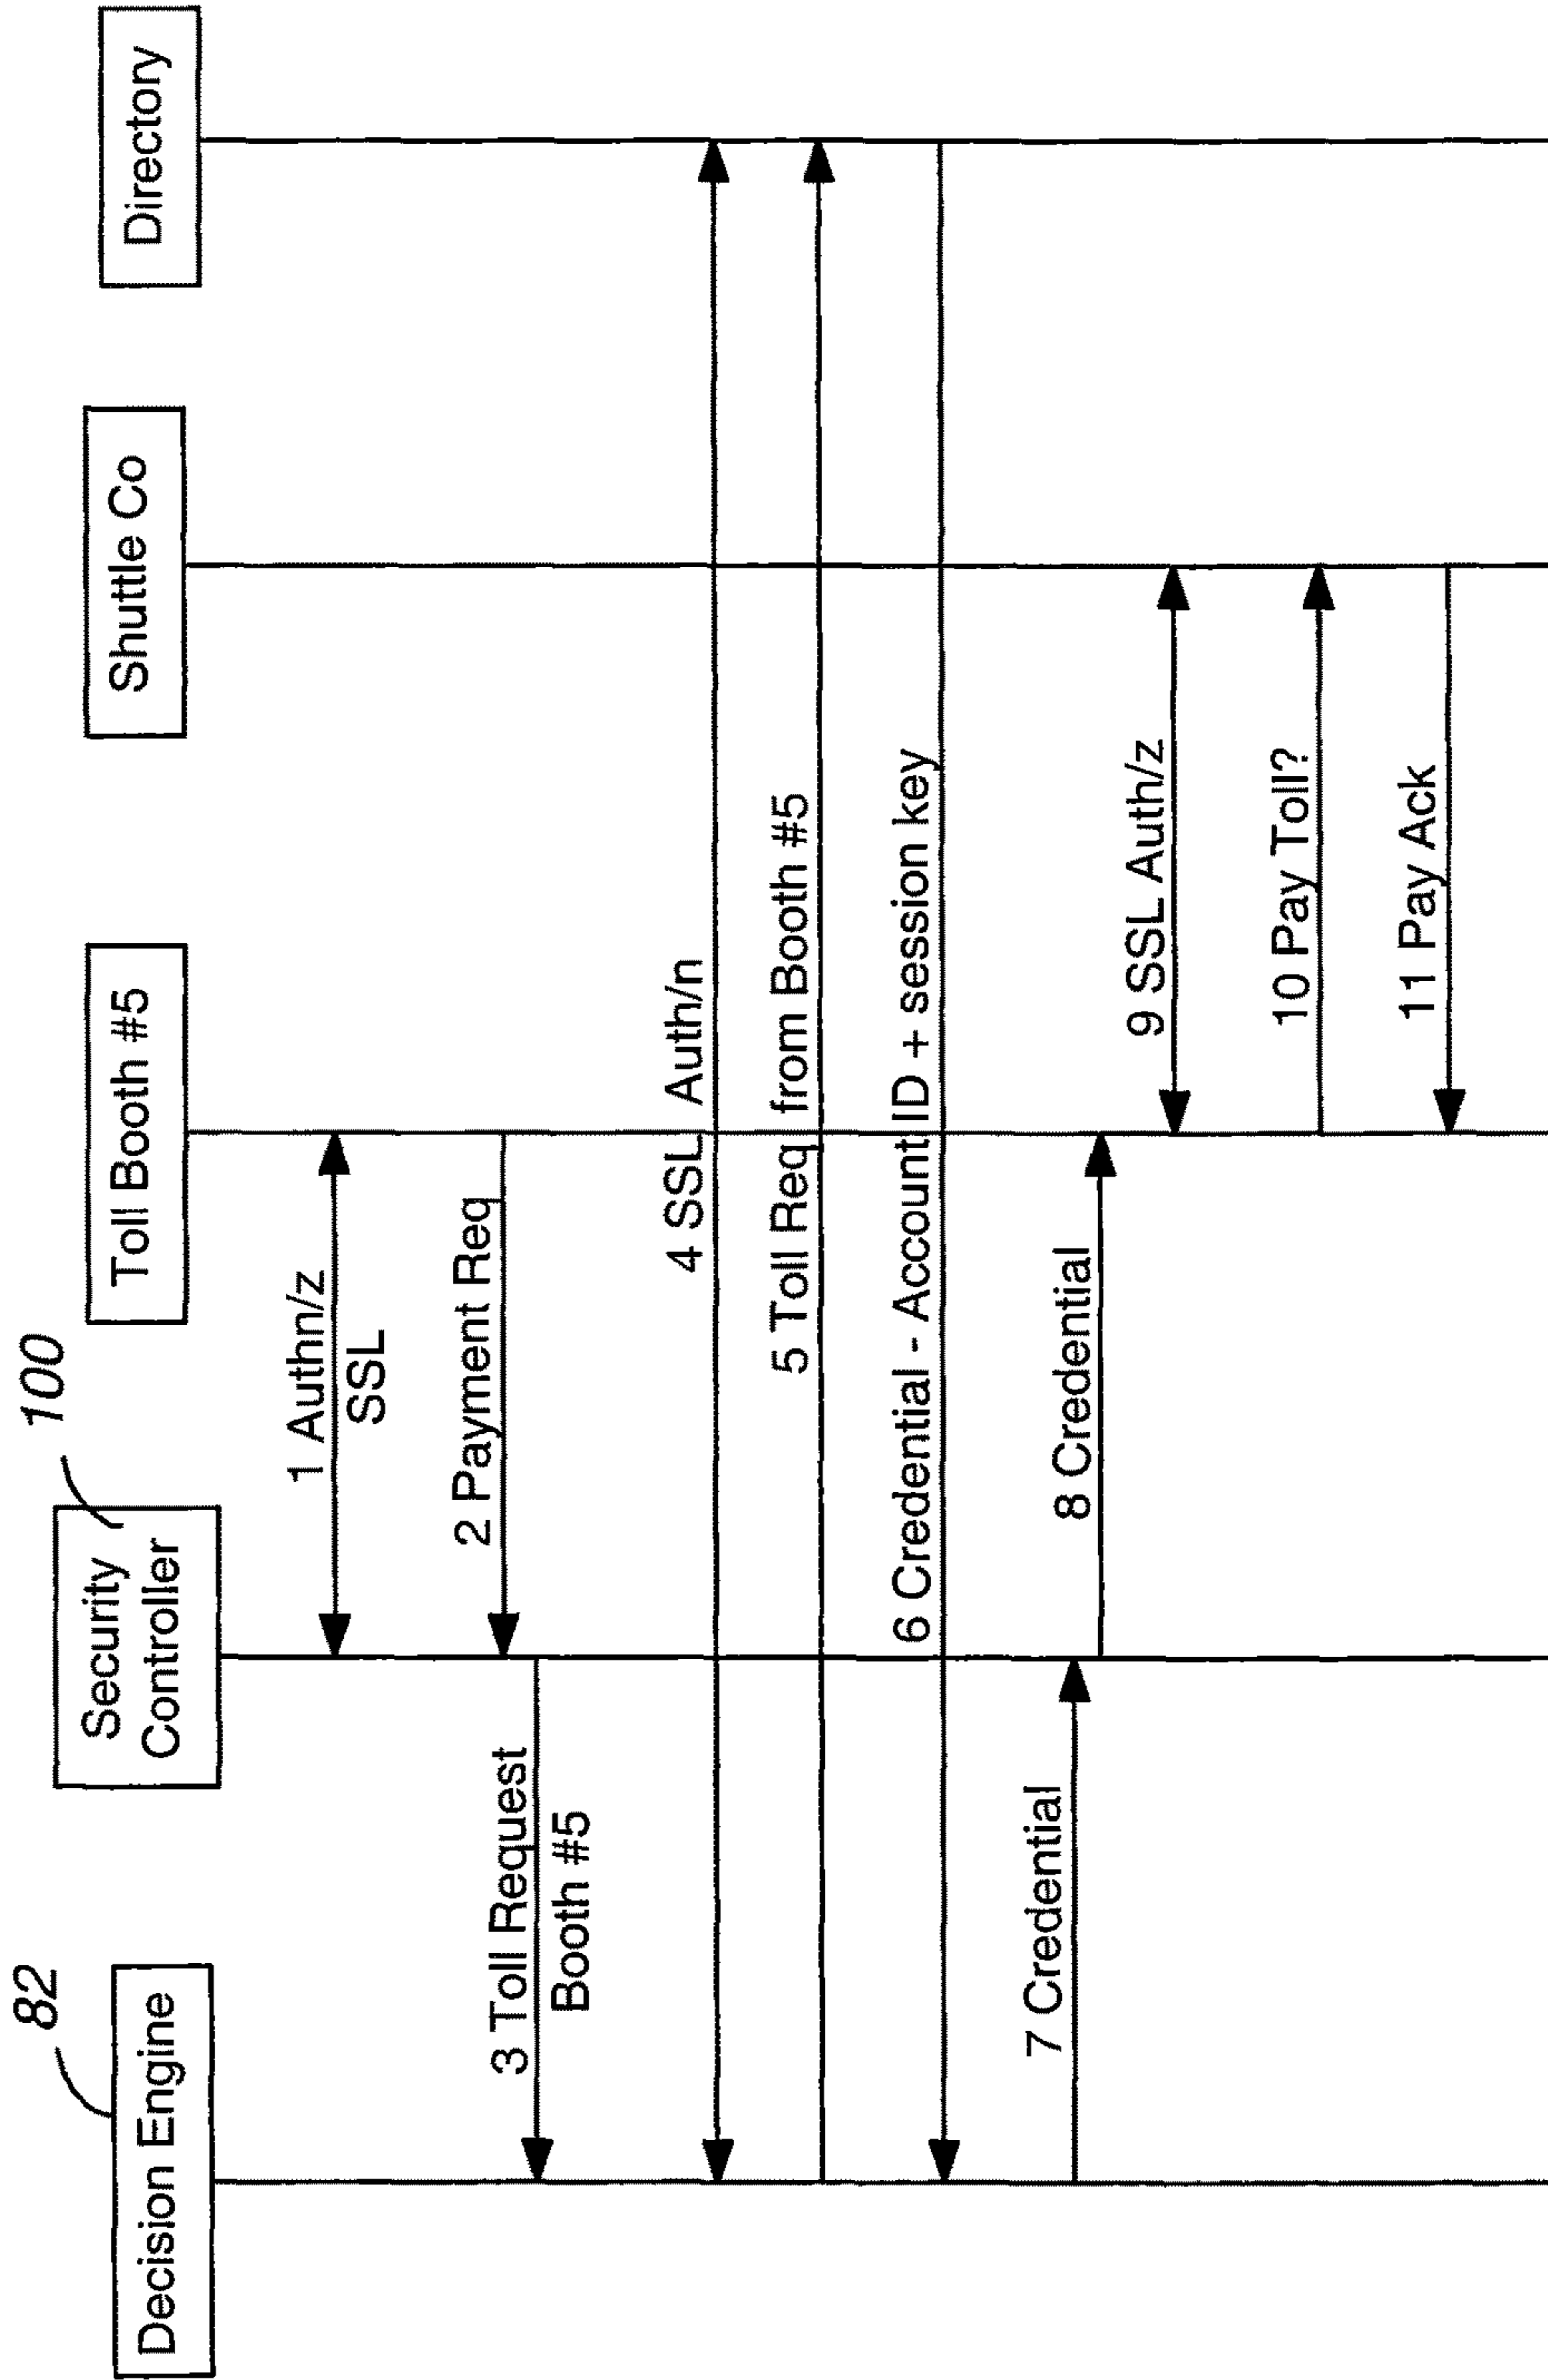 82
100
Decision Engine
Security
Controller
Toll Booth #5
Shuttle Co
Directory
1 Authn/z
SSL
2 Payment Req
3 Toll Request
Booth #5
4 SSL Auth/n
5 Toll Req from Booth #5
6 Credential - Account ID + session key
7 Credential
8 Credential
9 SSL Auth/z
10 Pay Toll?
11 Pay Ack